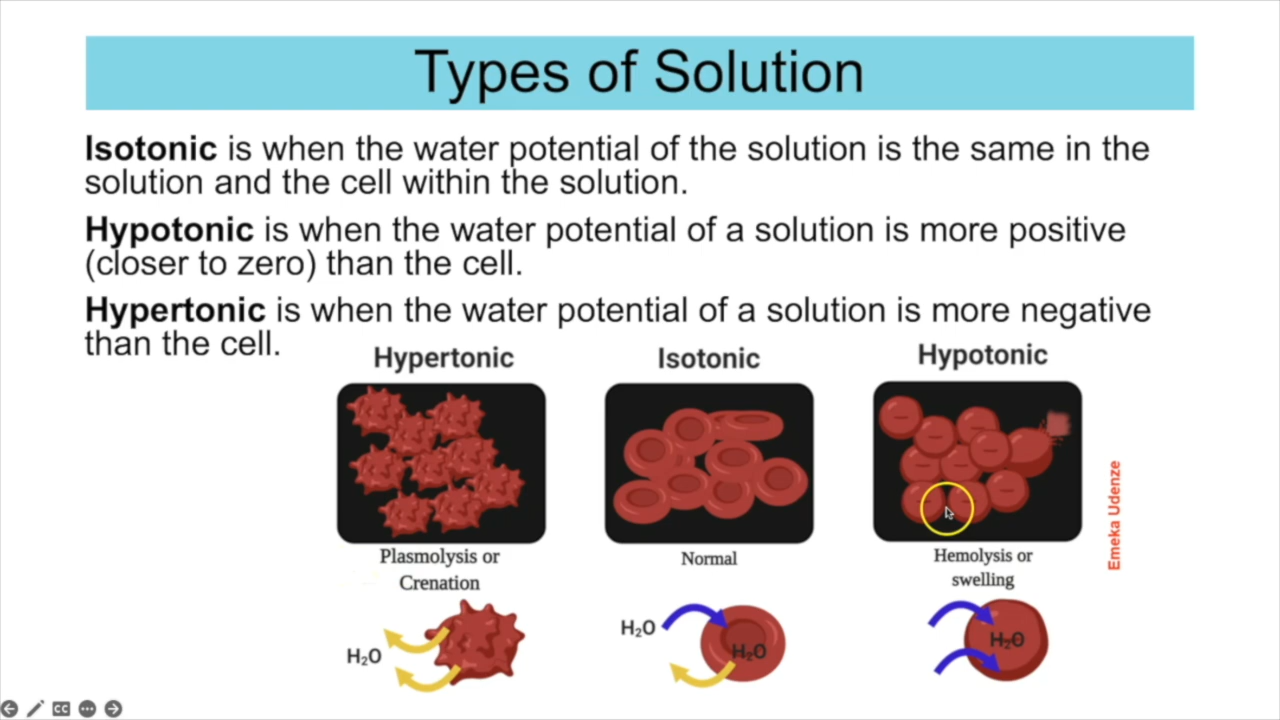 Types of Solution
Isotonic is when the water potential of the solution is the same in the
solution and the cell within the solution.
Hypotonic is when the water potential of a solution is more positive
(closer to zero) than the cell.
Hypertonic is when the water potential of a solution is more negative
than the cell.
Hypertonic
Isotonic
Hypotonic
Plasmolysis or
Crenation
Normal
Hemolysis or
swelling
Emeka Udenze
H₂O
H₂O
H₂O
H₂O
CC